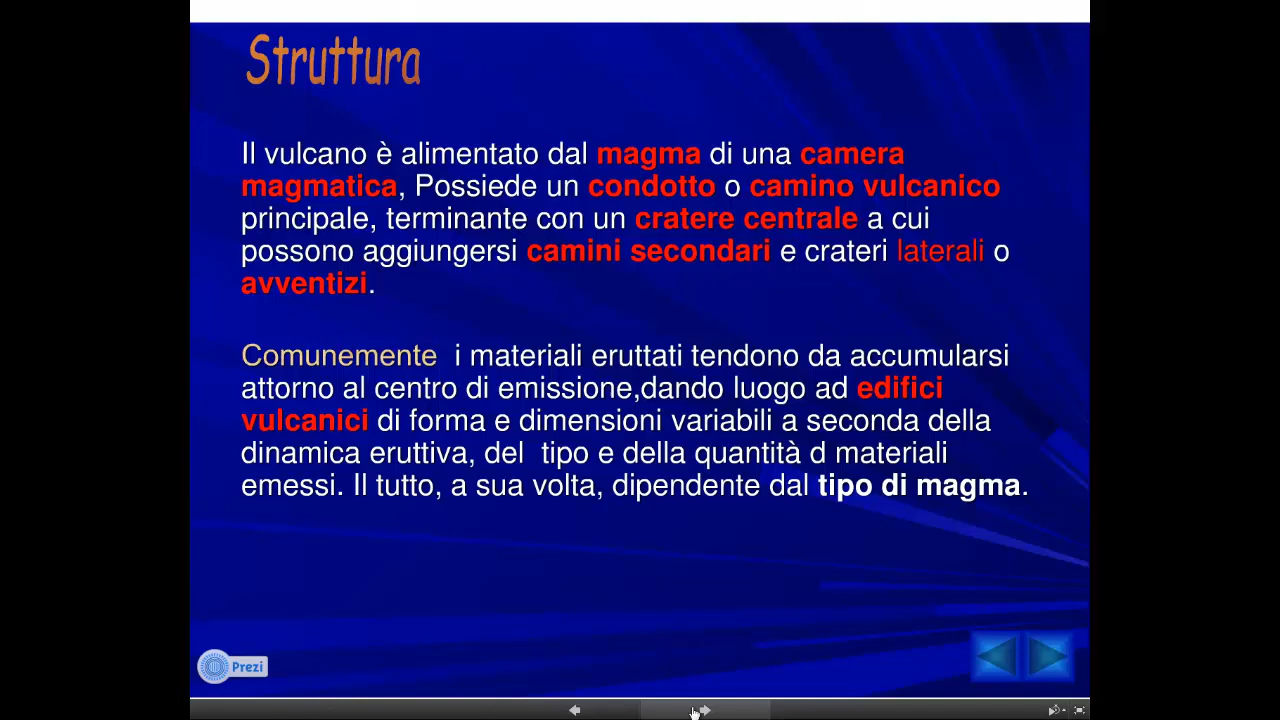 Struttura
Il vulcano è alimentato dal magma di una camera
magmatica, Possiede un condotto o camino vulcanico
principale, terminante con un cratere centrale a cui
possono aggiungersi camini secondari e crateri laterali o
avventizi.
Comunemente  i materiali eruttati tendono da accumularsi
attorno al centro di emissione,dando luogo ad edifici
vulcanici di forma e dimensioni variabili a seconda della
dinamica eruttiva, del  tipo e della quantità d materiali
emessi. Il tutto, a sua volta, dipendente dal tipo di magma.
Prezi